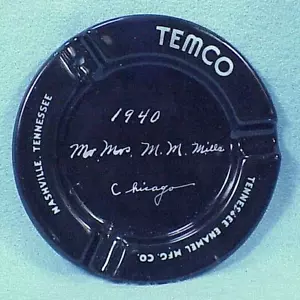 TEMCO
1940
Mr Mrs. M. M. Mills
Chicago
NASHVILLE, TENNESSEE
TENNESSEE ENAMEL MFG. CO.